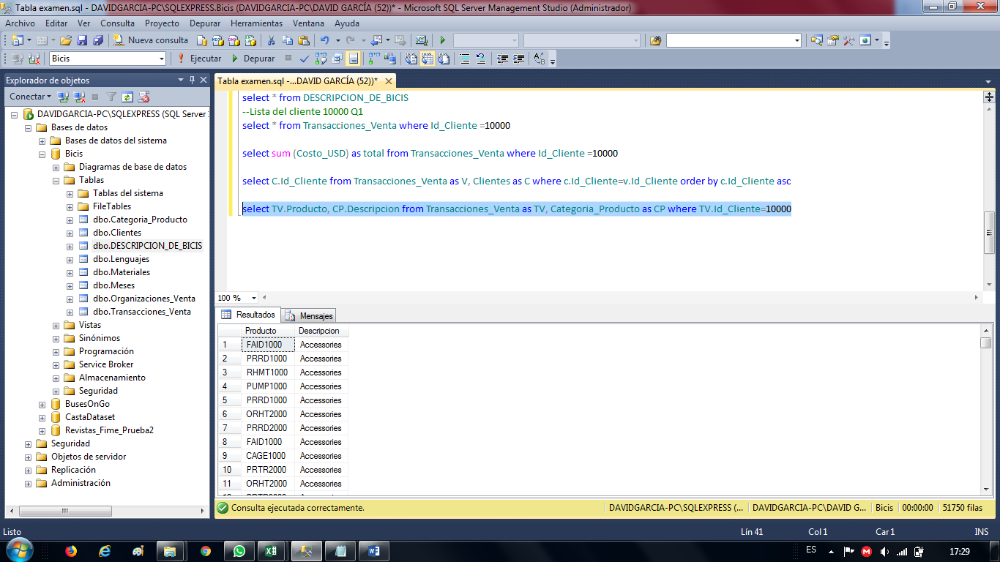 Tabla examen.sql - DAVIDGARCIA-PC\SQLEXPRESS.Bicis (DAVIDGARCIA-PC\DAVID GARCÍA (52))* - Microsoft SQL Server Management Studio (Administrador)
Archivo Editar Ver Consulta Proyecto Depurar Herramientas Ventana Ayuda
Nueva consulta
Bicis Ejecutar Depurar
Explorador de objetos
Conectar
DAVIDGARCIA-PC\SQLEXPRESS (SQL Server
Bases de datos
Bases de datos del sistema
Bicis
Diagramas de base de datos
Tablas
Tablas del sistema
FileTables
dbo.Categoria_Producto
dbo.Clientes
dbo.DESCRIPCION_DE_BICIS
dbo.Lenguajes
dbo.Materiales
dbo.Meses
dbo.Organizaciones_Venta
dbo.Transacciones_Venta
Vistas
Sinónimos
Programación
Service Broker
Almacenamiento
Seguridad
BusesOnGo
CastaDataset
Revistas_Fime_Prueba2
Seguridad
Objetos de servidor
Replicación
Administración
Tabla examen.sql -...DAVID GARCÍA (52))*
select * from DESCRIPCION_DE_BICIS
--Lista del cliente 10000 Q1
select * from Transacciones_Venta where Id_Cliente =10000
select sum (Costo_USD) as total from Transacciones_Venta where Id_Cliente =10000
select C.Id_Cliente from Transacciones_Venta as V, Clientes as C where c.Id_Cliente=v.Id_Cliente order by c.Id_Cliente asc
select TV.Producto, CP.Descripcion from Transacciones_Venta as TV, Categoria_Producto as CP where TV.Id_Cliente=10000
100 %
Resultados Mensajes
Producto Descripcion
1 FAID1000 Accessories
2 PRRD1000 Accessories
3 RHMT1000 Accessories
4 PUMP1000 Accessories
5 PRRD1000 Accessories
6 ORHT2000 Accessories
7 PRRD2000 Accessories
8 FAID1000 Accessories
9 CAGE1000 Accessories
10 PRTR2000 Accessories
11 ORHT2000 Accessories
Consulta ejecutada correctamente. DAVIDGARCIA-PC\SQLEXPRESS (... DAVIDGARCIA-PC\DAVID G... Bicis 00:00:00 51750 filas
Listo Lín 41 Col 1 Car 1 INS
ES 17:29